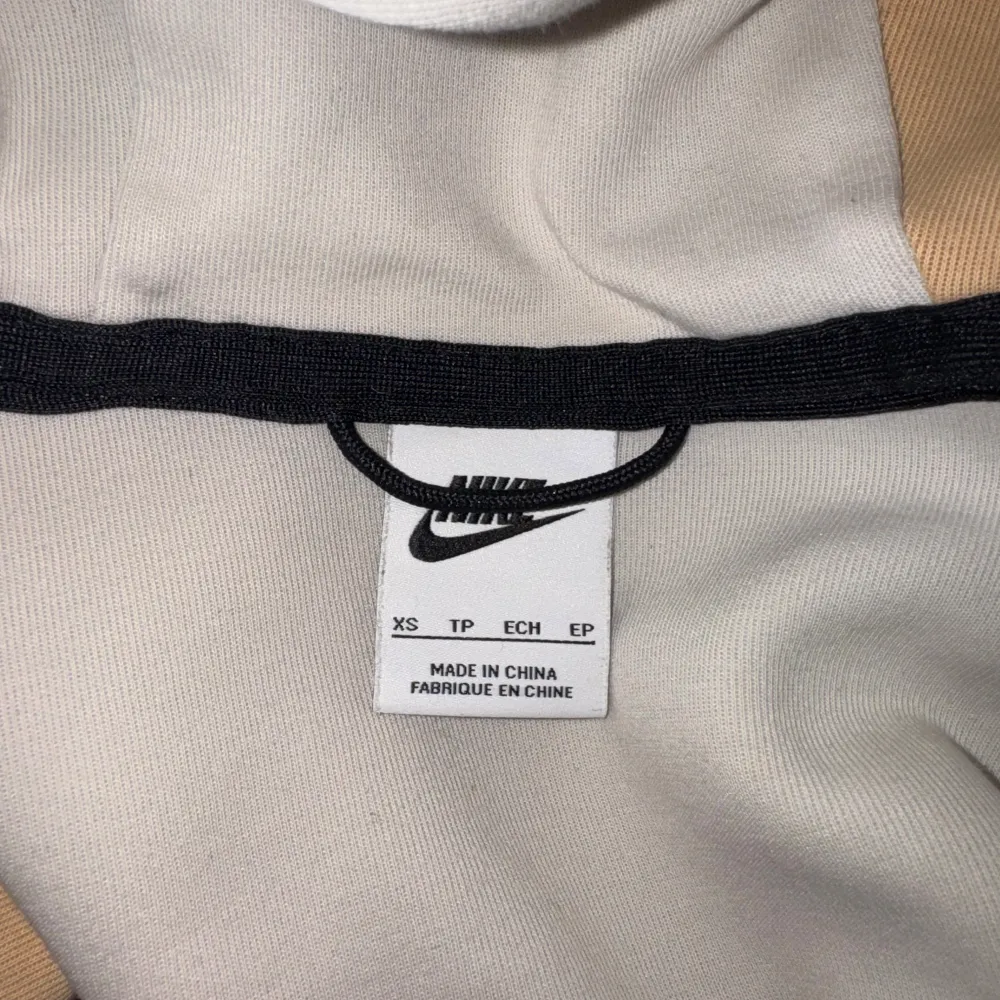 NIKE
XS TP ECH EP
MADE IN CHINA
FABRIQUE EN CHINE